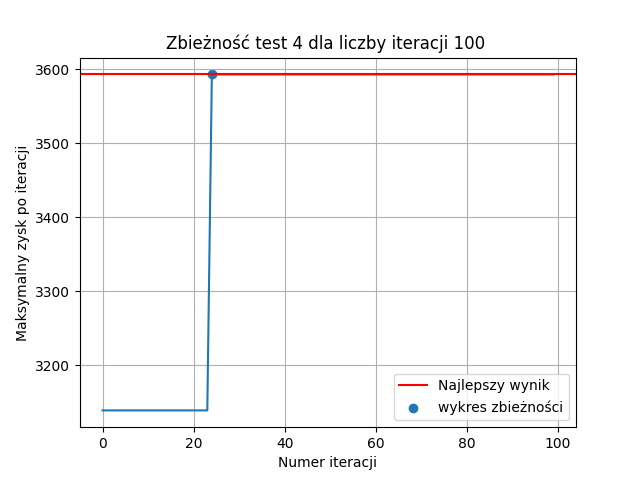 Zbieżność test 4 dla liczby iteracji 100
Maksymalny zysk po iteracji
3600
3500
3400
3300
3200
0 20 40 60 80 100
Numer iteracji
Najlepszy wynik
wykres zbieżności